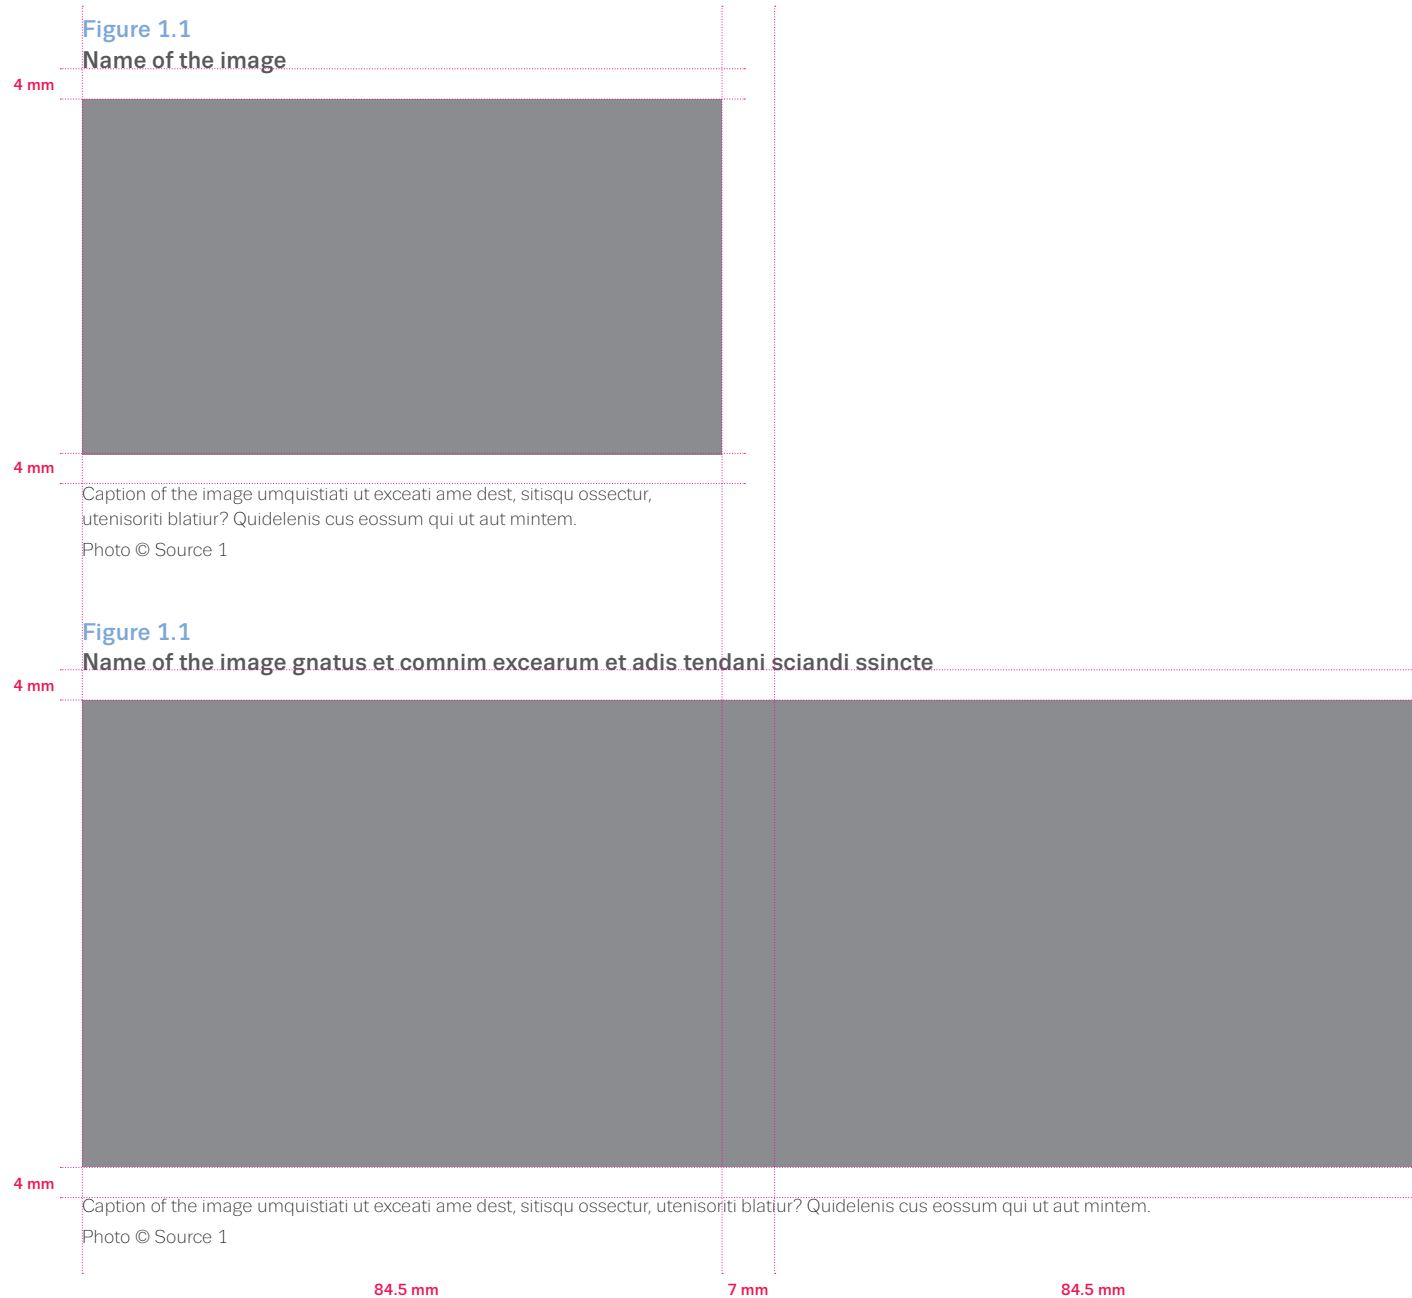 Figure 1.1
Name of the image
4 mm
4 mm
Caption of the image umquistiati ut exceati ame dest, sitisqu ossectur,
utenisoriti blatiur? Quidelenis cus eossum qui ut aut mintem.
Photo © Source 1
Figure 1.1
Name of the image gnatus et comnim excearum et adis tendani sciandi ssincte
4 mm
4 mm
Caption of the image umquistiati ut exceati ame dest, sitisqu ossectur, utenisoriti blatiur? Quidelenis cus eossum qui ut aut mintem.
Photo © Source 1
84.5 mm 7 mm 84.5 mm